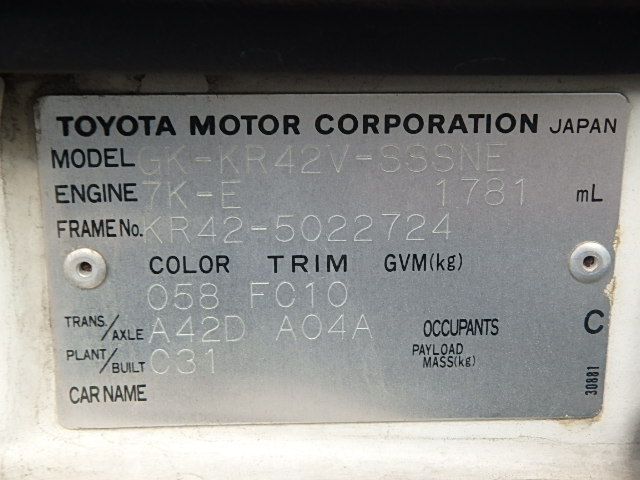 TOYOTA MOTOR CORPORATION JAPAN
MODEL GK-KR42V-SSSNE
ENGINE 7K-E 1781 mL
FRAME No. KR42-5022724
COLOR TRIM GVM(kg)
058 FC10
TRANS./AXLE A42D A04A OCCUPANTS C
PLANT/BUILT C31 PAYLOAD MASS(kg)
CAR NAME
30881